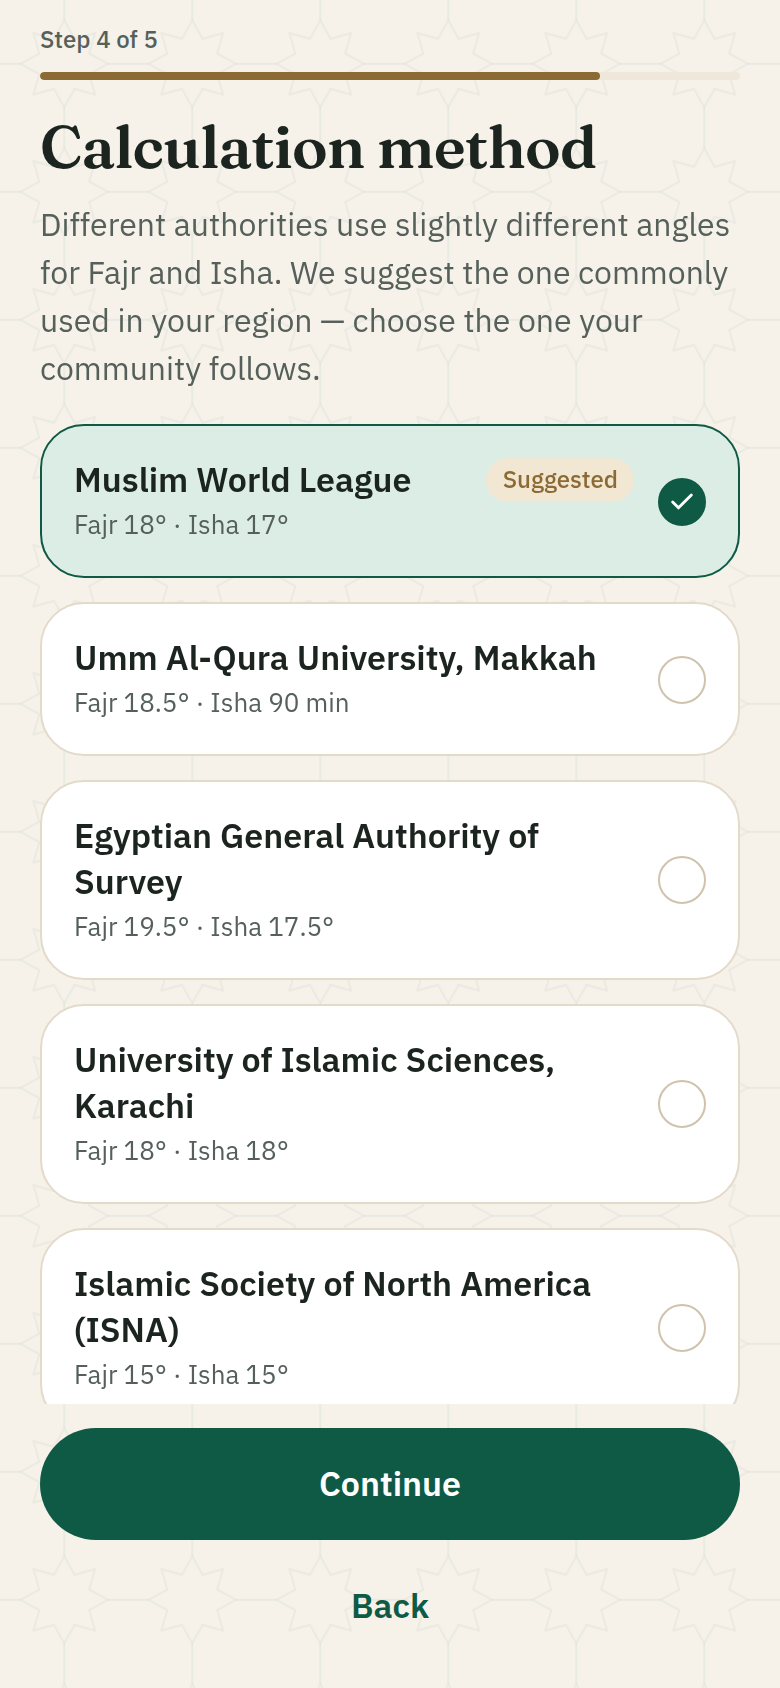 Step 4 of 5
Calculation method
Different authorities use slightly different angles
for Fajr and Isha. We suggest the one commonly
used in your region — choose the one your
community follows.
Muslim World League
Suggested
Fajr 18° · Isha 17°
Umm Al-Qura University, Makkah
Fajr 18.5° · Isha 90 min
Egyptian General Authority of
Survey
Fajr 19.5° · Isha 17.5°
University of Islamic Sciences,
Karachi
Fajr 18° · Isha 18°
Islamic Society of North America
(ISNA)
Fajr 15° · Isha 15°
Continue
Back